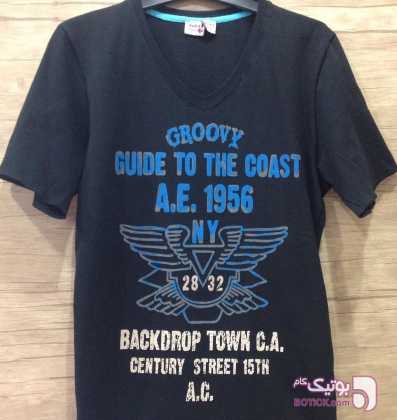 GROOVY
GUIDE TO THE COAST
A.E. 1956
NY
28 32
BACKDROP TOWN C.A.
CENTURY STREET 15TH
A.C.
بوتیک کام
BOTICK.com